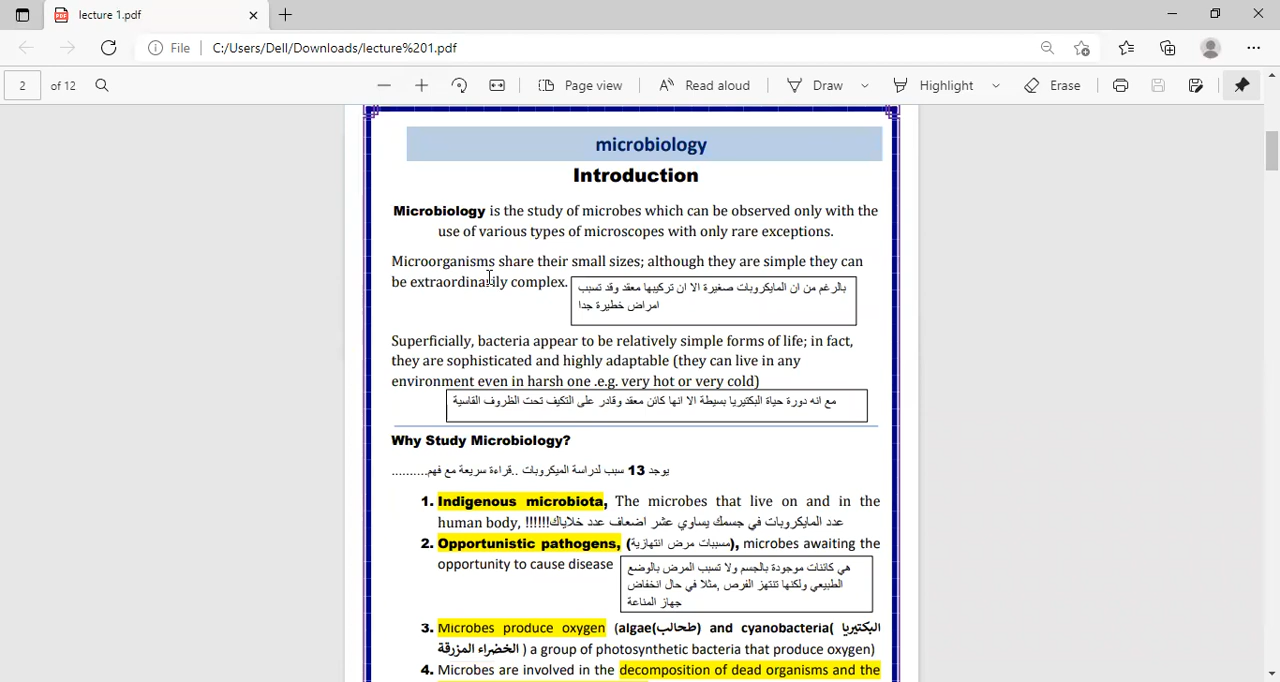 lecture 1.pdf
File
C:/Users/Dell/Downloads/lecture%201.pdf
2 of 12
Page view
Read aloud
Draw
Highlight
Erase
microbiology
Introduction
Microbiology is the study of microbes which can be observed only with the
use of various types of microscopes with only rare exceptions.
Microorganisms share their small sizes; although they are simple they can
be extraordinarily complex.
بالرغم من ان المايكروبات صغيرة الا ان تركيبها معقد وقد تسبب
امراض خطيرة جدا
Superficially, bacteria appear to be relatively simple forms of life; in fact,
they are sophisticated and highly adaptable (they can live in any
environment even in harsh one .e.g. very hot or very cold)
مع انه دورة حياة البكتيريا بسيطة الا انها كائن معقد وقادر على التكيف تحت الظروف القاسية
Why Study Microbiology?
يوجد 13 سبب لدراسة الميكروبات ..قراءة سريعة مع فهم..........
1. Indigenous microbiota, The microbes that live on and in the
human body, !!!!!!عدد المايكروبات في جسمك يساوي عشر اضعاف عدد خلاياك
2. Opportunistic pathogens, (مسببات مرض انتهازية), microbes awaiting the
opportunity to cause disease
هي كائنات موجودة بالجسم ولا تسبب المرض بالوضع
الطبيعي ولكنها تنتهز الفرص ,مثلا في حال انخفاض
جهاز المناعة
3. Microbes produce oxygen (algae(طحالب) and cyanobacteria( البكتيريا
الخضراء المزرقة ) a group of photosynthetic bacteria that produce oxygen)
4. Microbes are involved in the decomposition of dead organisms and the